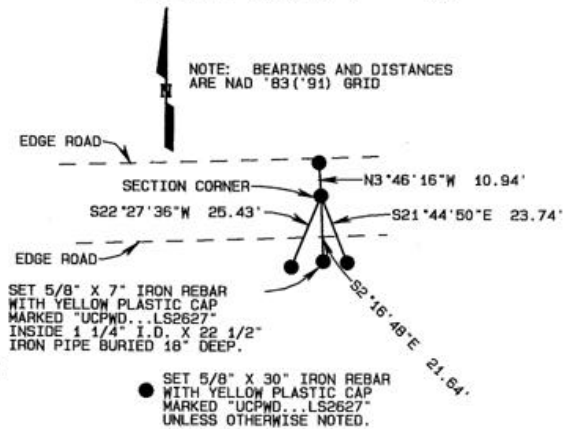 NOTE: BEARINGS AND DISTANCES
ARE NAD '83('91) GRID
N
EDGE ROAD
SECTION CORNER
N3°46'16"W 10.94'
S22°27'36"W 25.43'
S21°44'50"E 23.74'
EDGE ROAD
S2°16'48"E 21.64'
SET 5/8" X 7" IRON REBAR
WITH YELLOW PLASTIC CAP
MARKED "UCPWD...LS2627"
INSIDE 1 1/4" I.D. X 22 1/2"
IRON PIPE BURIED 18" DEEP.
SET 5/8" X 30" IRON REBAR
WITH YELLOW PLASTIC CAP
MARKED "UCPWD...LS2627"
UNLESS OTHERWISE NOTED.